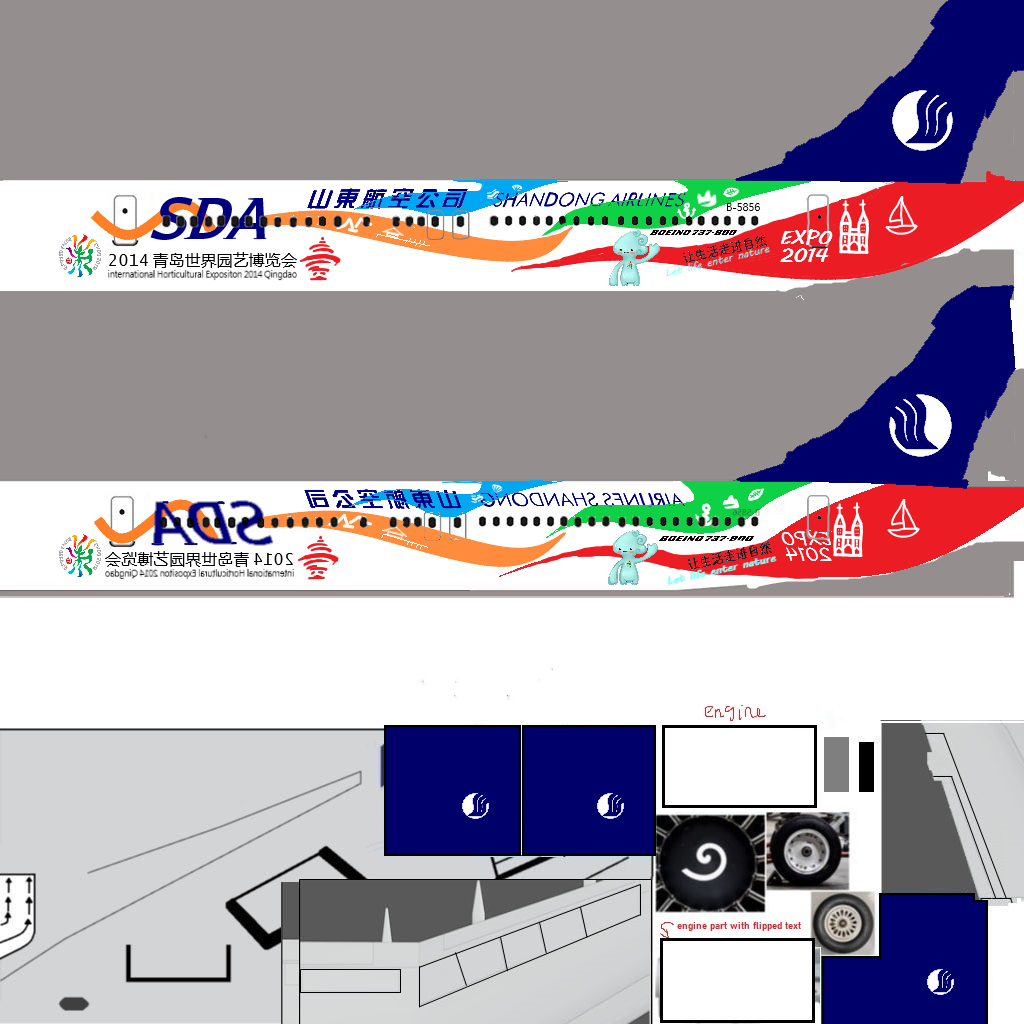 SDA
山東航空公司
SHANDONG AIRLINES
B-5856
BOEING 737-800
2014 青岛世界园艺博览会
International Horticultural Expositon 2014 Qingdao
让生活走进自然
Let life enter nature
EXPO
2014
SDA
山東航空公司
AIRLINES SHANDONG
B-5856
BOEING 737-800
2014 青岛世界园艺博览会
International Horticultural Exposition 2014 Qingdao
让生活走进自然
Let life enter nature
EXPO
2014
engine
engine part with flipped text